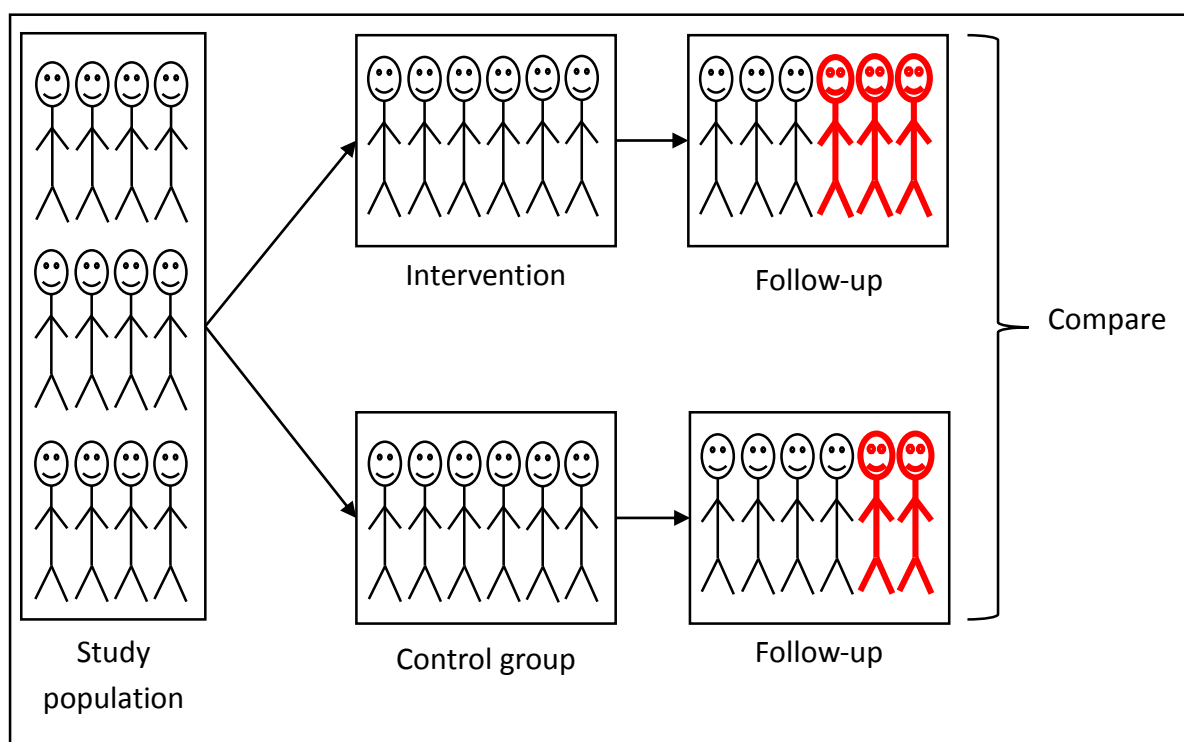 Study
population
Intervention
Follow-up
Control group
Follow-up
Compare